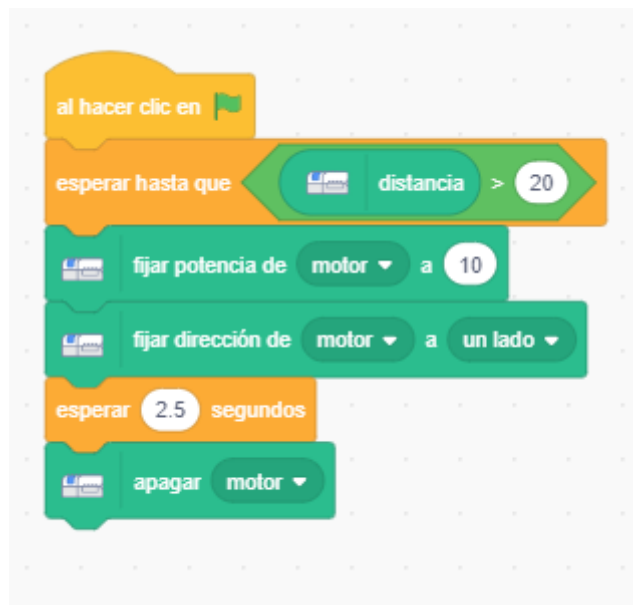 al hacer clic en
esperar hasta que distancia > 20
fijar potencia de motor a 10
fijar dirección de motor a un lado
esperar 2.5 segundos
apagar motor